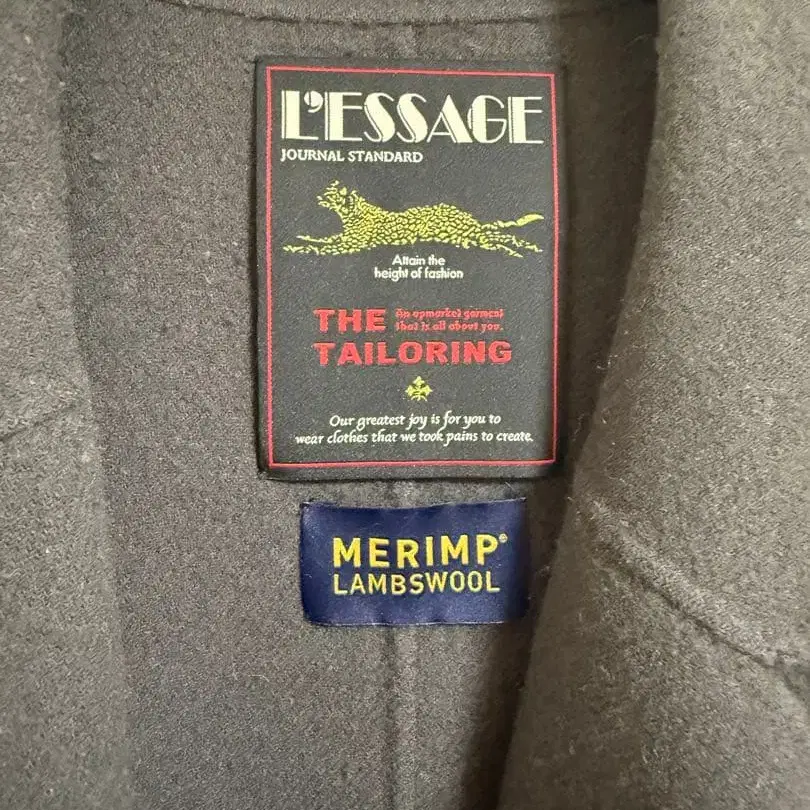 L'ESSAGE
JOURNAL STANDARD
Attain the
height of fashion
THE An upmarket garment
that is all about you.
TAILORING
Our greatest joy is for you to
wear clothes that we took pains to create.
MERIMP®
LAMBSWOOL